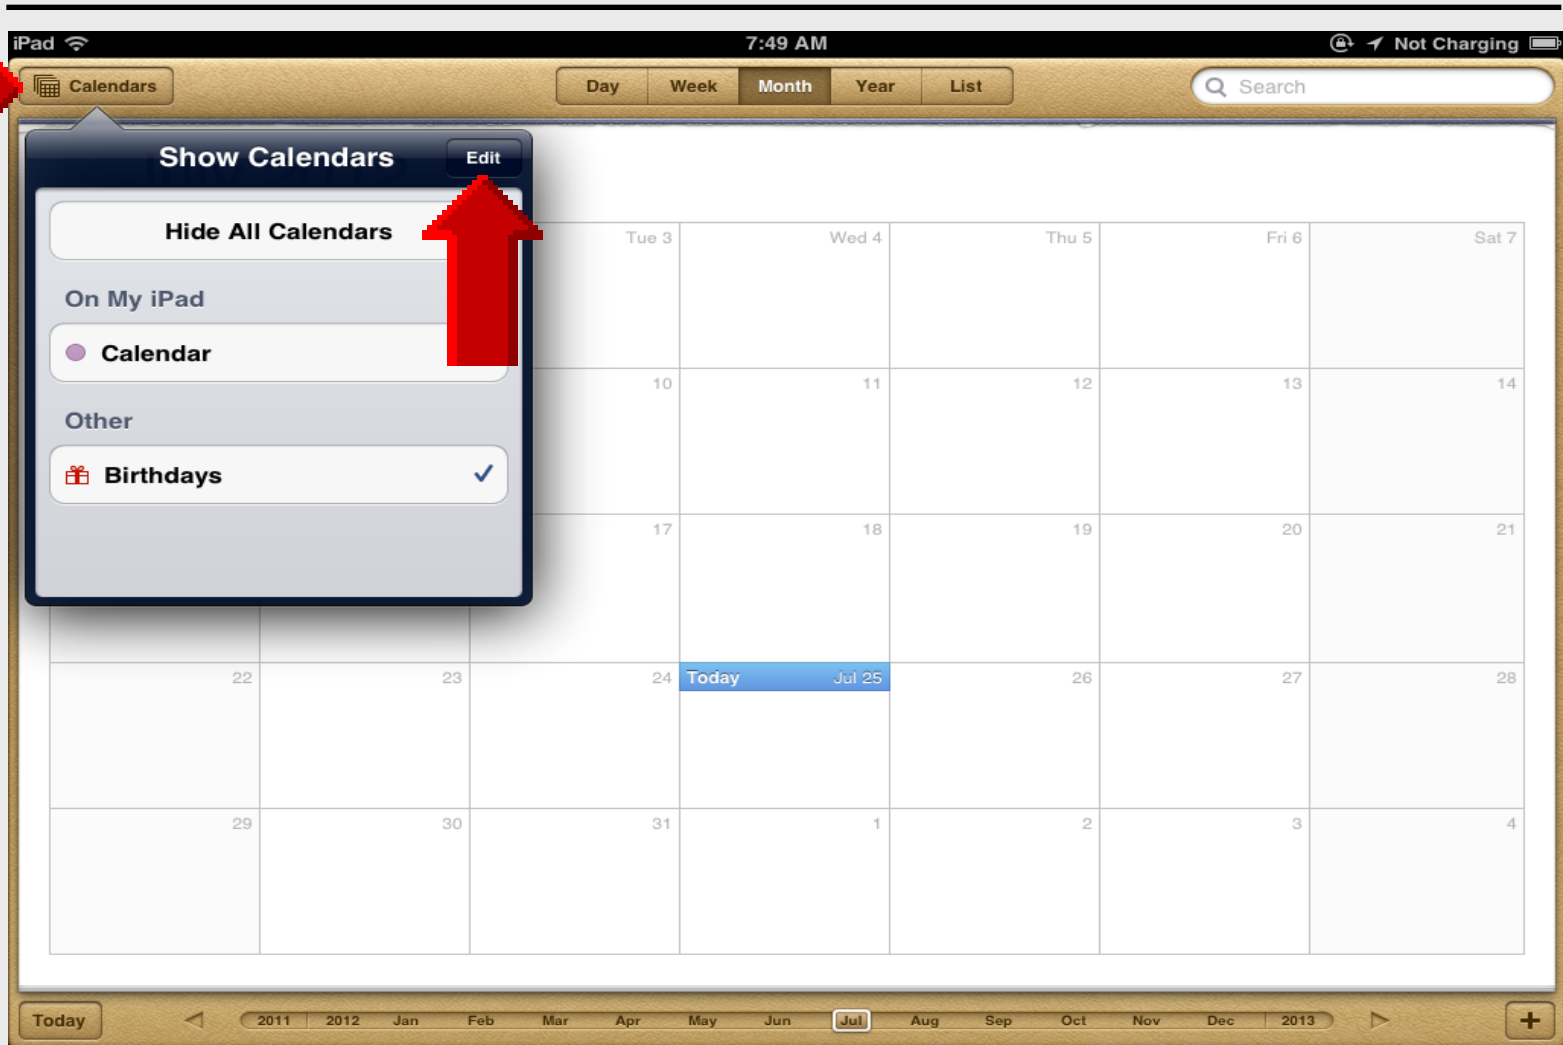 iPad 7:49 AM Not Charging
Calendars Day Week Month Year List Search
Show Calendars Edit
Hide All Calendars
On My iPad
Calendar
Other
Birthdays
Tue 3 Wed 4 Thu 5 Fri 6 Sat 7
10 11 12 13 14
17 18 19 20 21
22 23 24 Today Jul 25 26 27 28
29 30 31 1 2 3 4
Today 2011 2012 Jan Feb Mar Apr May Jun Jul Aug Sep Oct Nov Dec 2013 +